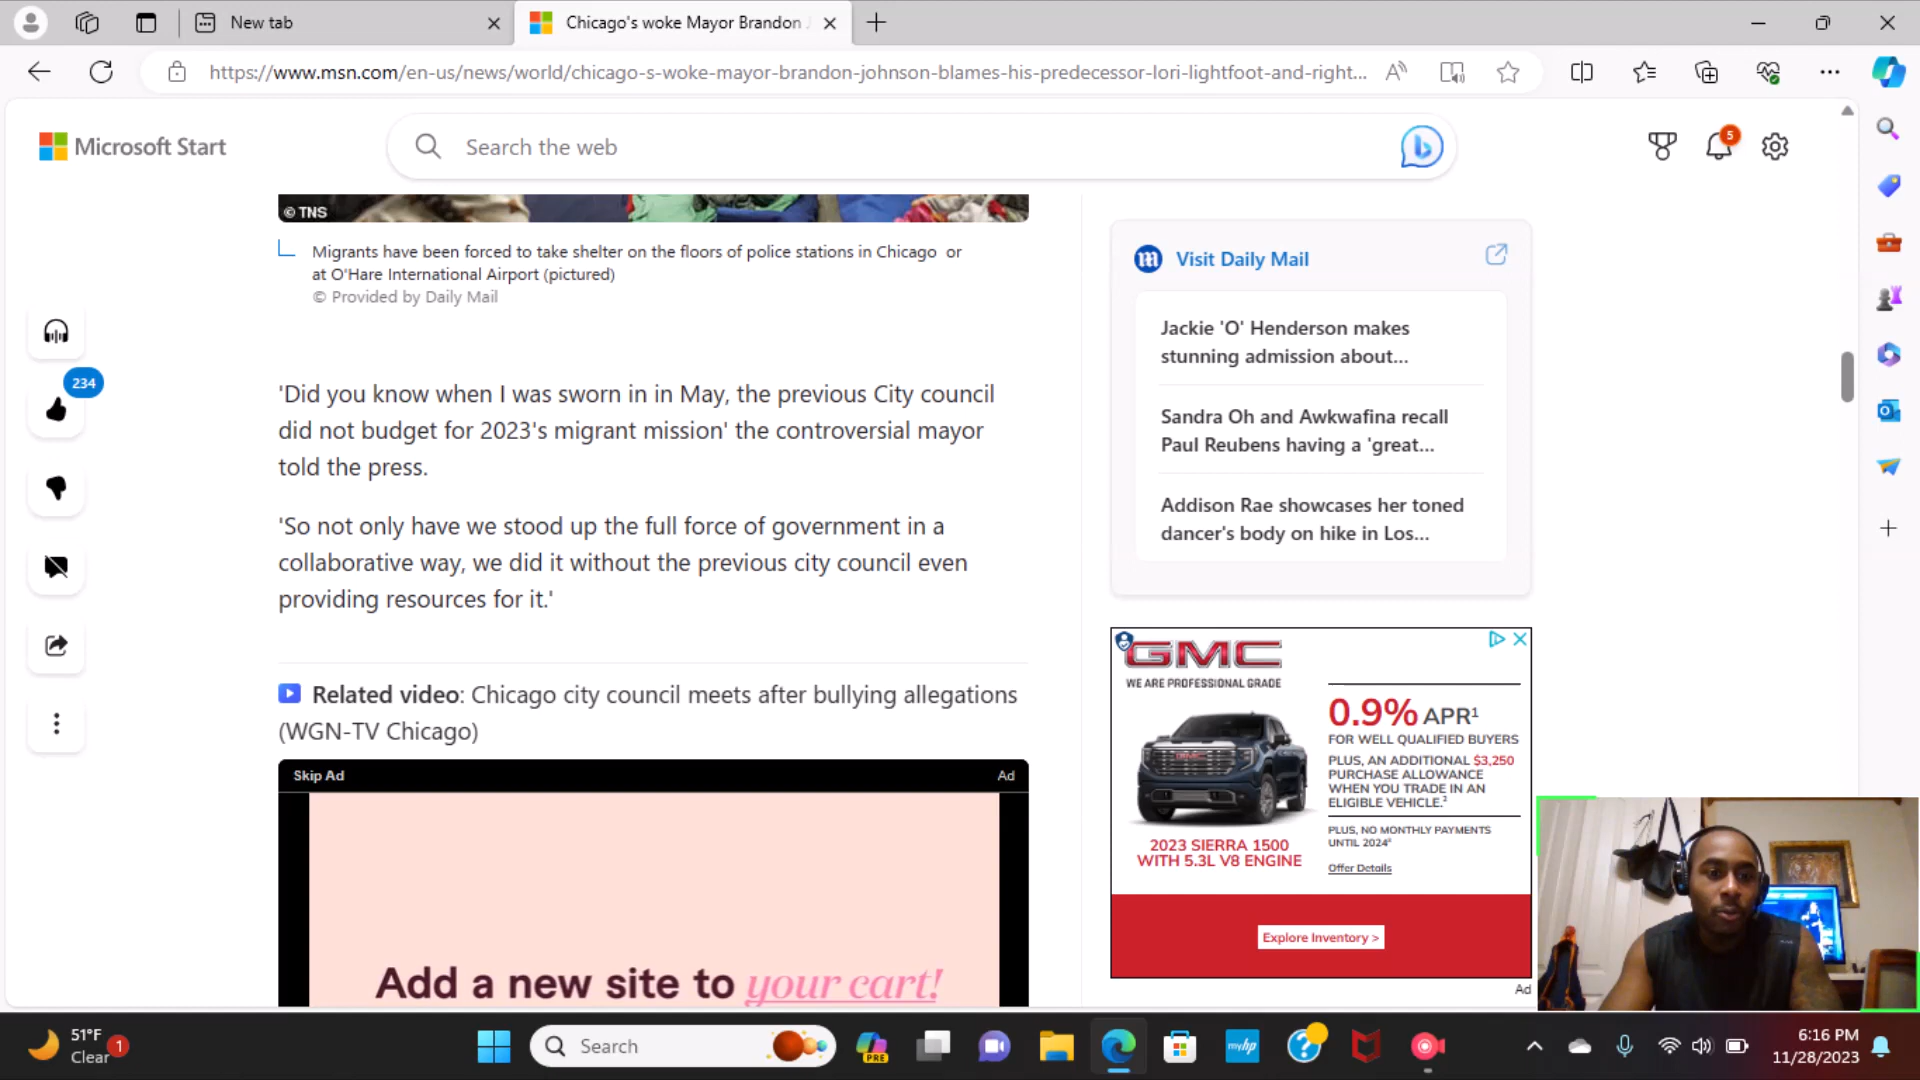 New tab
Chicago's woke Mayor Brandon J
https://www.msn.com/en-us/news/world/chicago-s-woke-mayor-brandon-johnson-blames-his-predecessor-lori-lightfoot-and-right...
Microsoft Start
Search the web
5
© TNS
Migrants have been forced to take shelter on the floors of police stations in Chicago or
at O'Hare International Airport (pictured)
© Provided by Daily Mail
234
'Did you know when I was sworn in in May, the previous City council
did not budget for 2023's migrant mission' the controversial mayor
told the press.
'So not only have we stood up the full force of government in a
collaborative way, we did it without the previous city council even
providing resources for it.'
Related video: Chicago city council meets after bullying allegations
(WGN-TV Chicago)
Skip Ad
Ad
Add a new site to your cart!
Visit Daily Mail
Jackie 'O' Henderson makes
stunning admission about...
Sandra Oh and Awkwafina recall
Paul Reubens having a 'great...
Addison Rae showcases her toned
dancer's body on hike in Los...
GMC
WE ARE PROFESSIONAL GRADE
0.9% APR¹
FOR WELL QUALIFIED BUYERS
PLUS, AN ADDITIONAL $3,250
PURCHASE ALLOWANCE
WHEN YOU TRADE IN AN
ELIGIBLE VEHICLE.²
PLUS, NO MONTHLY PAYMENTS
UNTIL 2024
Offer Details
2023 SIERRA 1500
WITH 5.3L V8 ENGINE
Explore Inventory >
Ad
51°F
Clear
1
Search
PRE
myhp
6:16 PM
11/28/2023